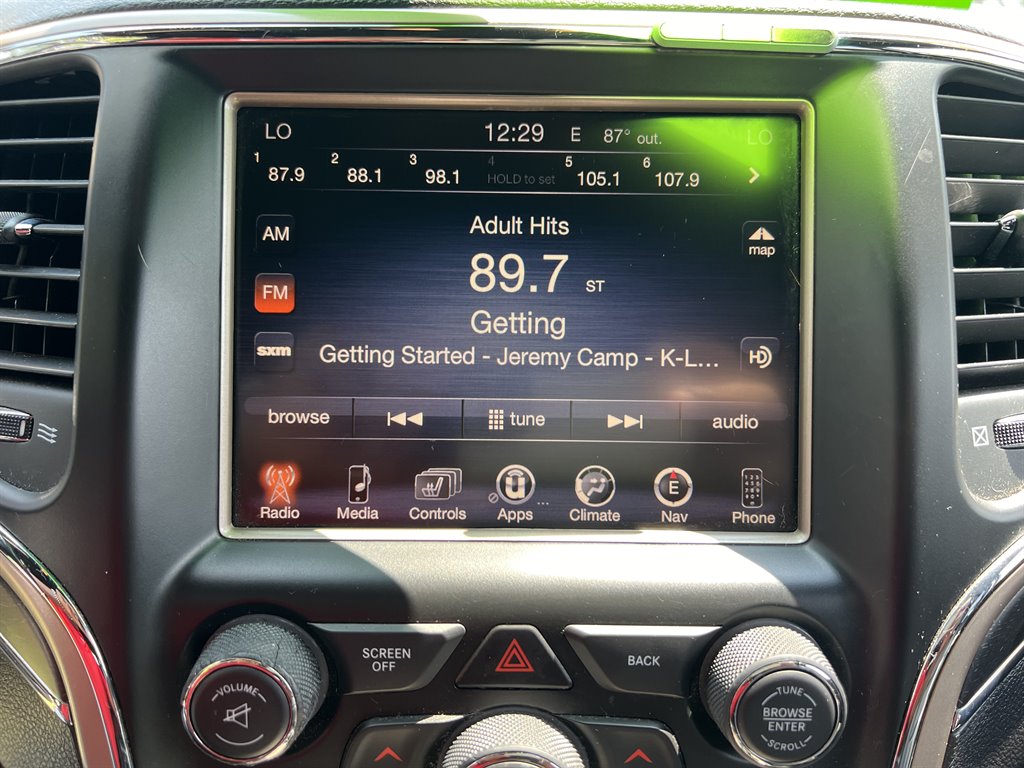 LO 12:29 E 87° out. LO
1 87.9 2 88.1 3 98.1 4 HOLD to set 5 105.1 6 107.9 >
AM
Adult Hits
map
89.7 ST
FM
Getting
sxm
Getting Started - Jeremy Camp - K-L...
HD
browse tune audio
E
Radio Media Controls Apps ... Climate Nav Phone
SCREEN
OFF
BACK
VOLUME
TUNE
BROWSE
ENTER
SCROLL